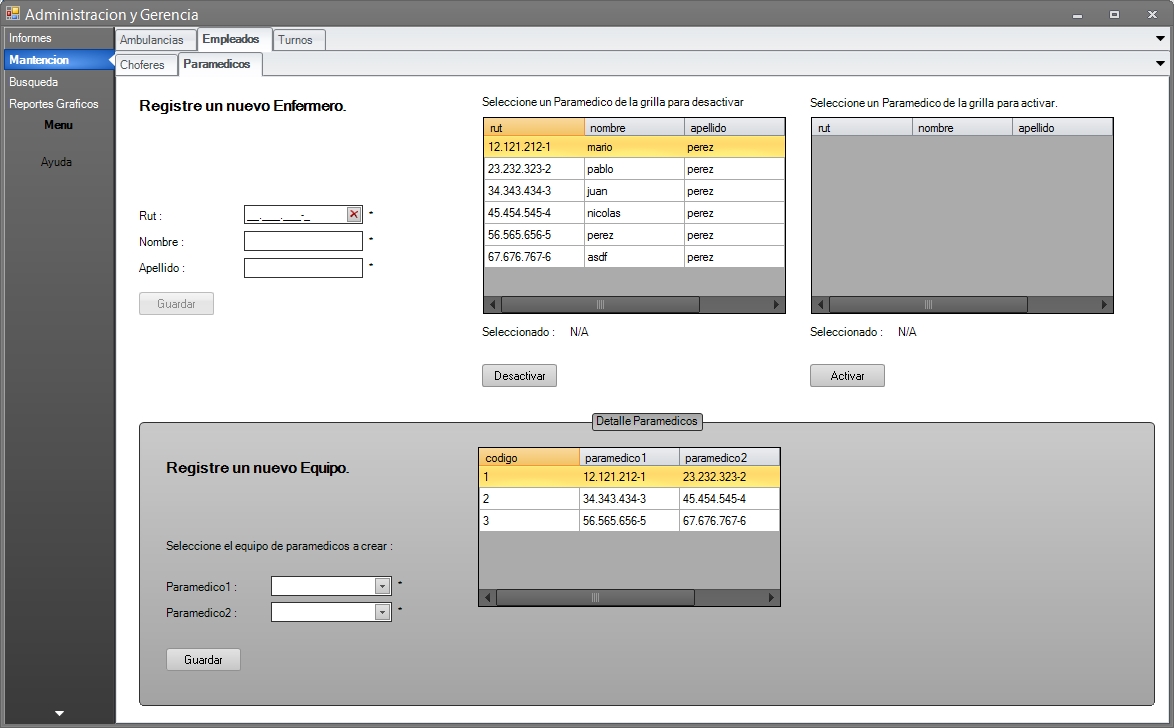 Administracion y Gerencia
Informes
Mantencion
Busqueda
Reportes Graficos
Menu
Ayuda
Ambulancias Empleados Turnos
Choferes Paramedicos
Registre un nuevo Enfermero.
Rut : __.___.___-_ *
Nombre : *
Apellido : *
Guardar
Seleccione un Paramedico de la grilla para desactivar
rut nombre apellido
12.121.212-1 mario perez
23.232.323-2 pablo perez
34.343.434-3 juan perez
45.454.545-4 nicolas perez
56.565.656-5 perez perez
67.676.767-6 asdf perez
Seleccionado : N/A
Desactivar
Seleccione un Paramedico de la grilla para activar.
rut nombre apellido
Seleccionado : N/A
Activar
Detalle Paramedicos
Registre un nuevo Equipo.
Seleccione el equipo de paramedicos a crear :
Paramedico1 : *
Paramedico2 : *
Guardar
codigo paramedico1 paramedico2
1 12.121.212-1 23.232.323-2
2 34.343.434-3 45.454.545-4
3 56.565.656-5 67.676.767-6